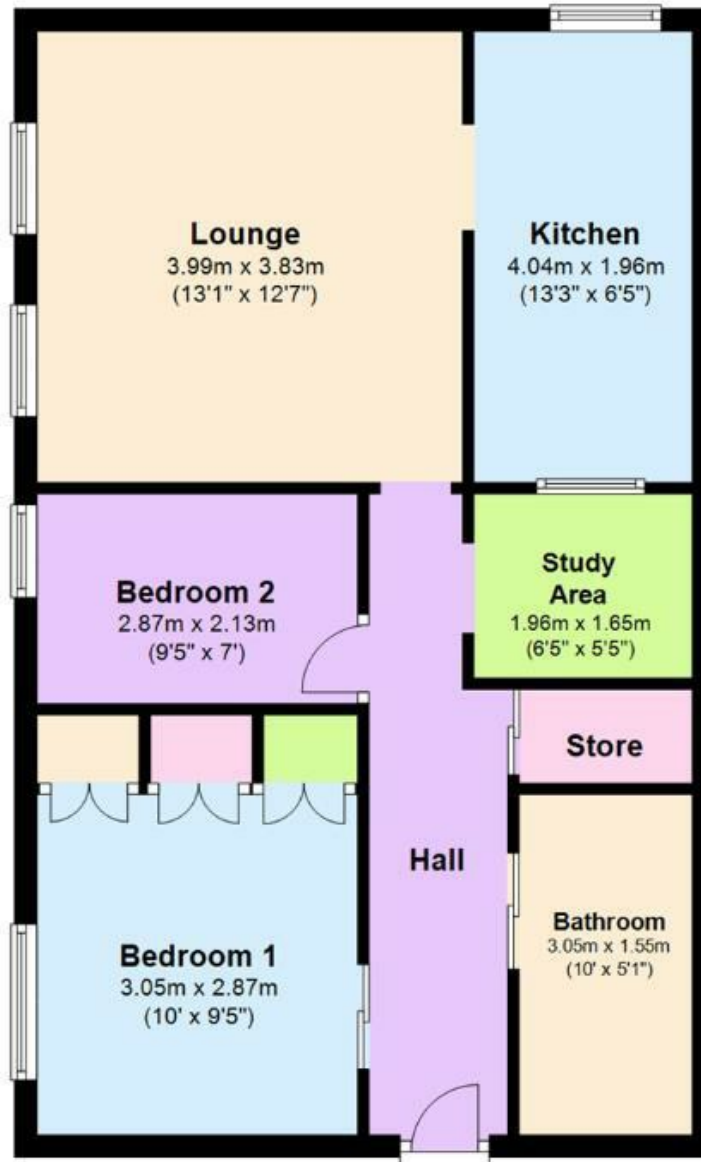 Lounge
3.99m x 3.83m
(13'1" x 12'7")
Kitchen
4.04m x 1.96m
(13'3" x 6'5")
Bedroom 2
2.87m x 2.13m
(9'5" x 7')
Study
Area
1.96m x 1.65m
(6'5" x 5'5")
Store
Hall
Bedroom 1
3.05m x 2.87m
(10' x 9'5")
Bathroom
3.05m x 1.55m
(10' x 5'1")